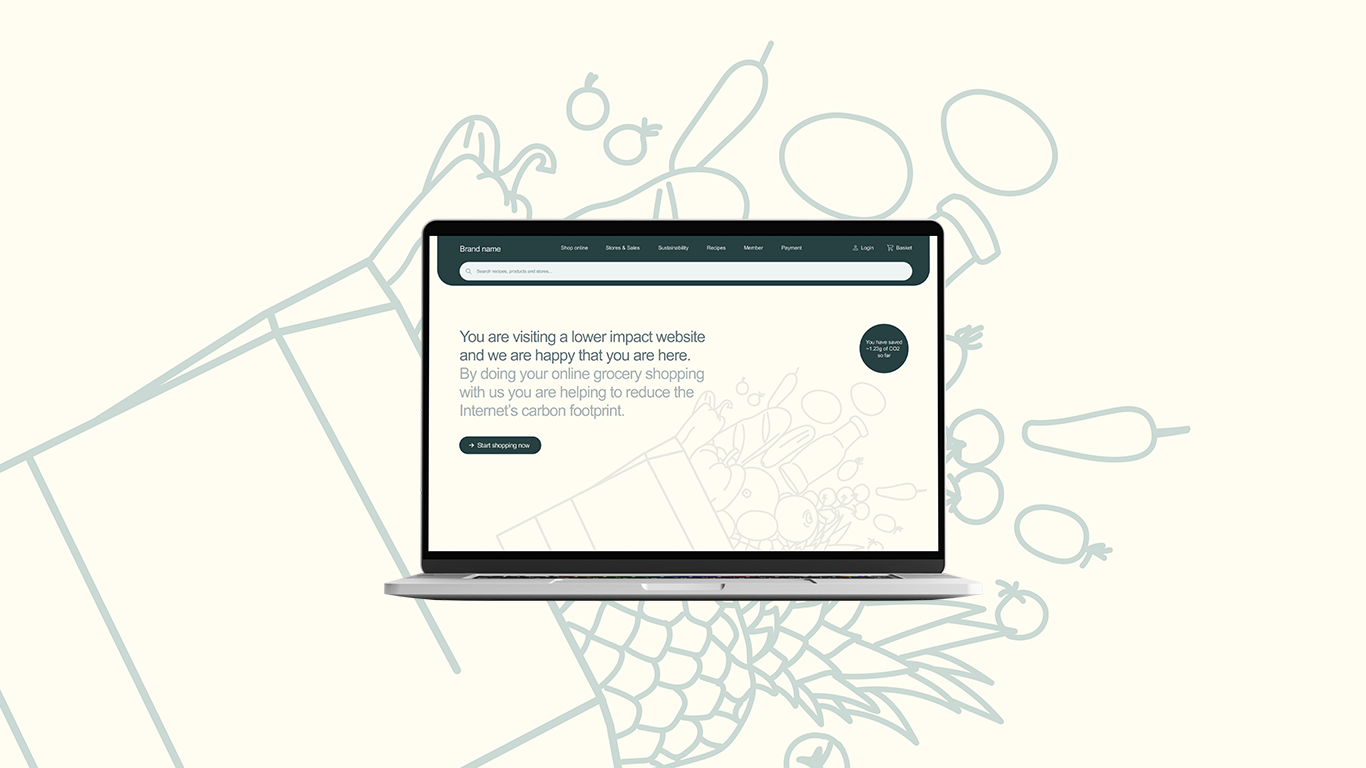 Brand name
Shop online
Stores & Sales
Sustainability
Recipes
Member
Payment
Login
Basket
Search recipes, products and stores...
You are visiting a lower impact website
and we are happy that you are here.
By doing your online grocery shopping
with us you are helping to reduce the
Internet's carbon footprint.
Start shopping now
You have saved
~1.23g of CO2
so far